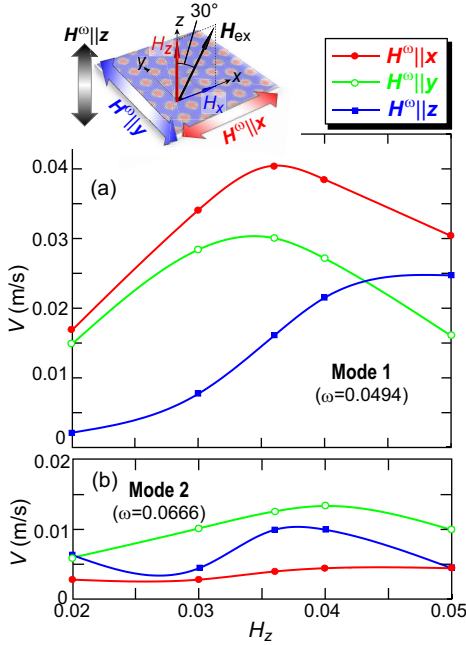 30°
z
H_ex
H^ω||z
H_z
y
x
H^ω||y
H_x
H^ω||x
H^ω||x
H^ω||y
H^ω||z
(a)
0.04
0.03
V (m/s)
0.02
0.01
Mode 1
(ω=0.0494)
0
0.02
(b)
Mode 2
(ω=0.0666)
V (m/s)
0.01
0
0.02 0.03 0.04 0.05
H_z